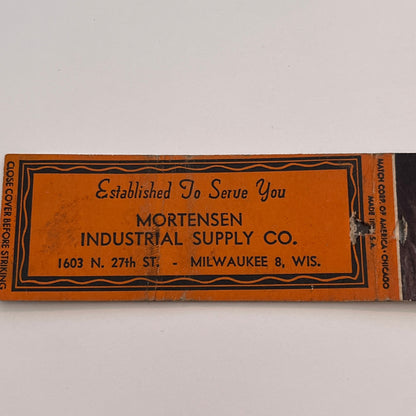 CLOSE COVER BEFORE STRIKING
Established To Serve You
MORTENSEN
INDUSTRIAL SUPPLY CO.
1603 N. 27th ST. - MILWAUKEE 8, WIS.
MATCH CORP. OF AMERICA, CHICAGO
MADE IN U.S.A.